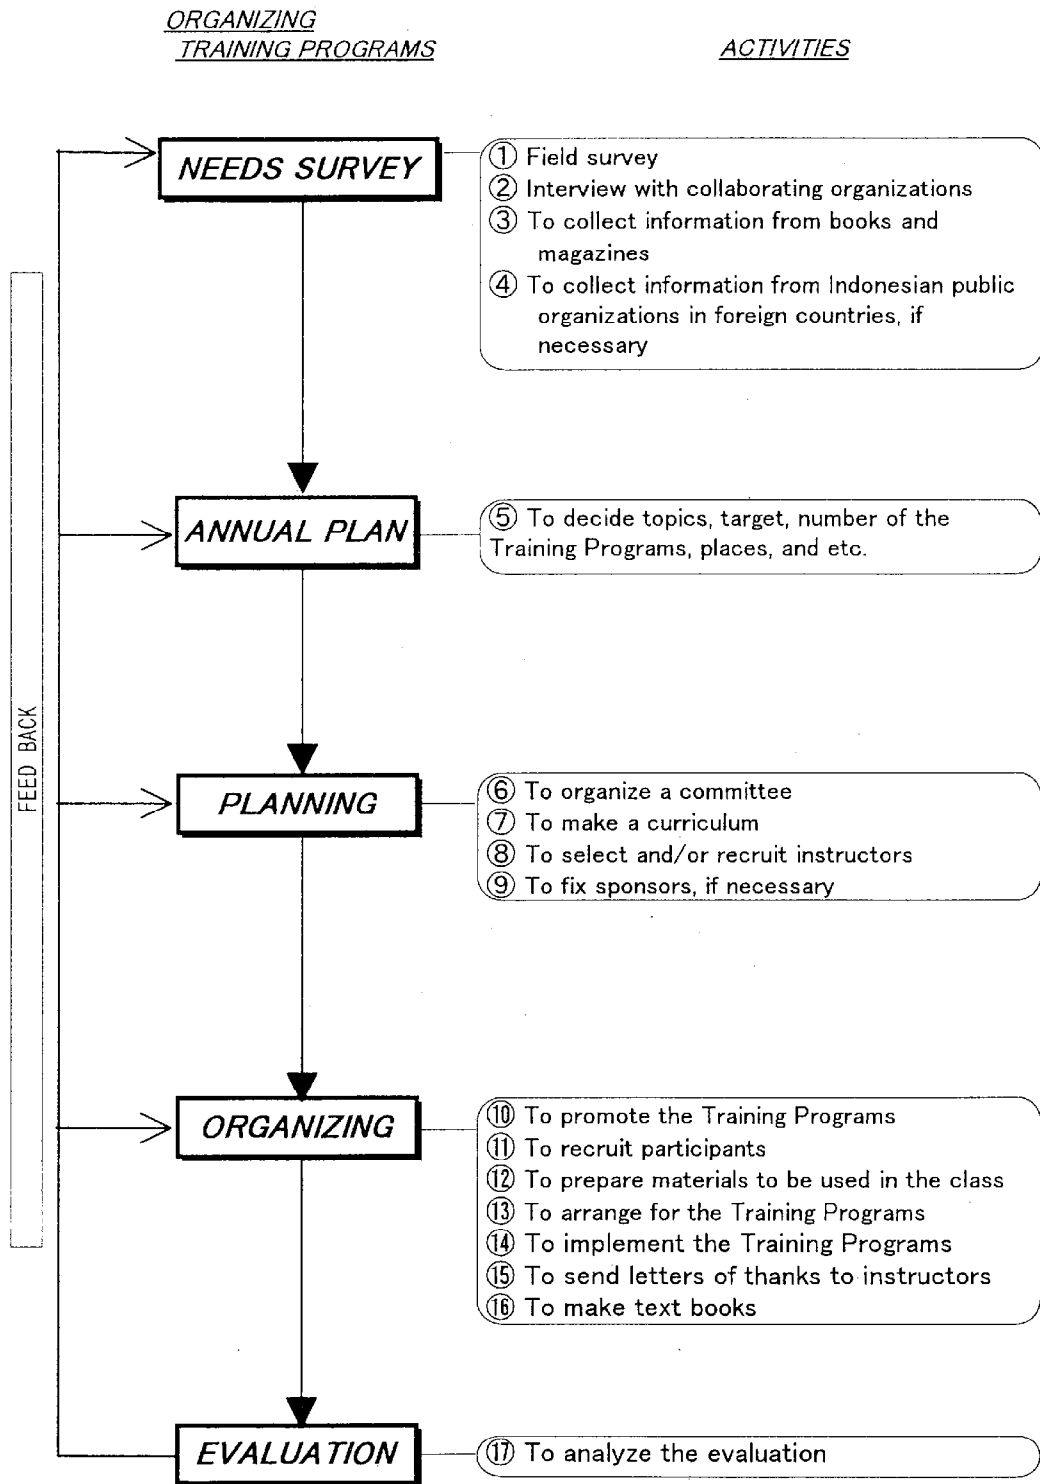 ORGANIZING
TRAINING PROGRAMS
ACTIVITIES
NEEDS SURVEY
① Field survey
② Interview with collaborating organizations
③ To collect information from books and
magazines
④ To collect information from Indonesian public
organizations in foreign countries, if
necessary
ANNUAL PLAN
⑤ To decide topics, target, number of the
Training Programs, places, and etc.
FEED BACK
PLANNING
⑥ To organize a committee
⑦ To make a curriculum
⑧ To select and/or recruit instructors
⑨ To fix sponsors, if necessary
ORGANIZING
⑩ To promote the Training Programs
⑪ To recruit participants
⑫ To prepare materials to be used in the class
⑬ To arrange for the Training Programs
⑭ To implement the Training Programs
⑮ To send letters of thanks to instructors
⑯ To make text books
EVALUATION
⑰ To analyze the evaluation